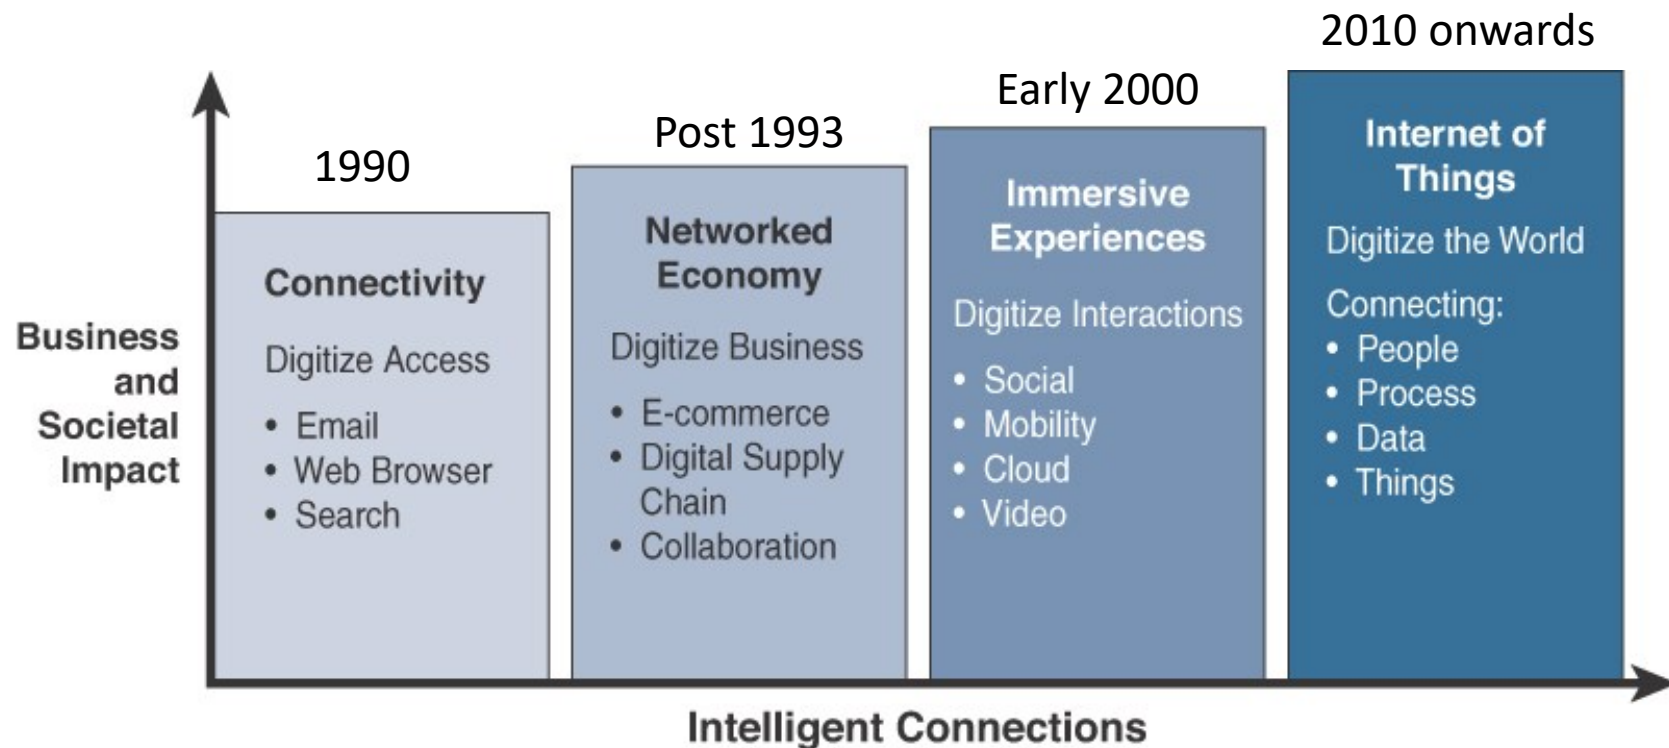 1990
Post 1993
Early 2000
2010 onwards
Business
and
Societal
Impact
Connectivity
Digitize Access
• Email
• Web Browser
• Search
Networked
Economy
Digitize Business
• E-commerce
• Digital Supply
Chain
• Collaboration
Immersive
Experiences
Digitize Interactions
• Social
• Mobility
• Cloud
• Video
Internet of
Things
Digitize the World
Connecting:
• People
• Process
• Data
• Things
Intelligent Connections